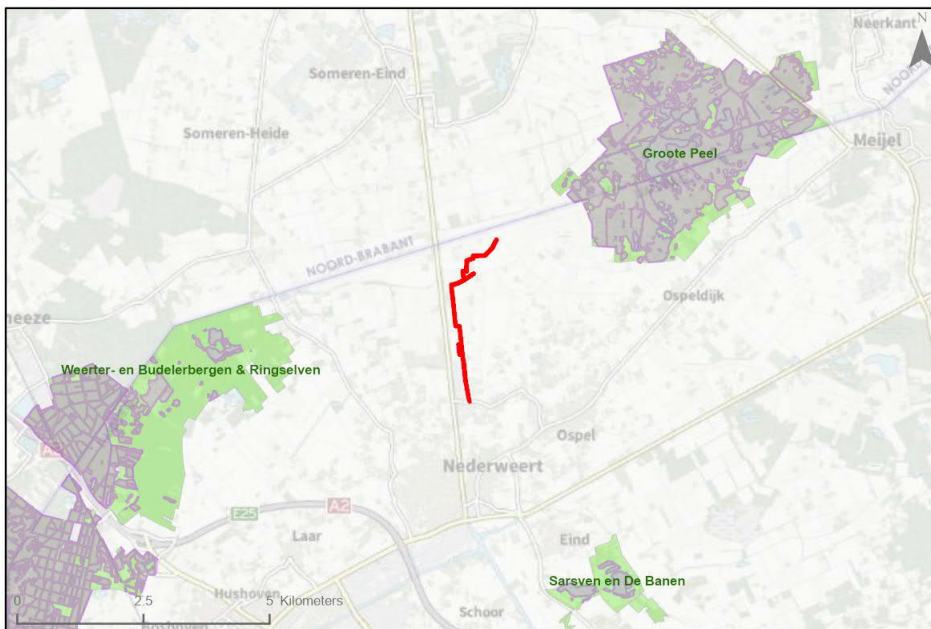 Neerkant
N
Someren-Eind
NOORD
Someren-Heide
Meijel
Groote Peel
NOORD-BRABANT
Ospeldijk
Weerter- en Budelerbergen & Ringselven
Ospel
Nederweert
E25
A2
Laar
Eind
Sarsven en De Banen
Hushoven
0 2.5 5 Kilometers
Schoor